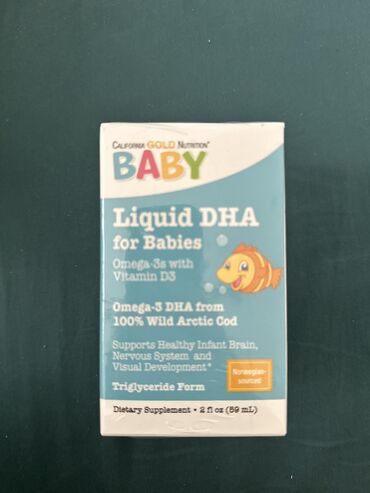 CALIFORNIA GOLD NUTRITION
BABY
Liquid DHA
for Babies
Omega-3s with
Vitamin D3
Omega-3 DHA from
100% Wild Arctic Cod
Supports Healthy Infant Brain,
Nervous System and
Visual Development*
Norwegian-
sourced
Triglyceride Form
Dietary Supplement • 2 fl oz (59 mL)